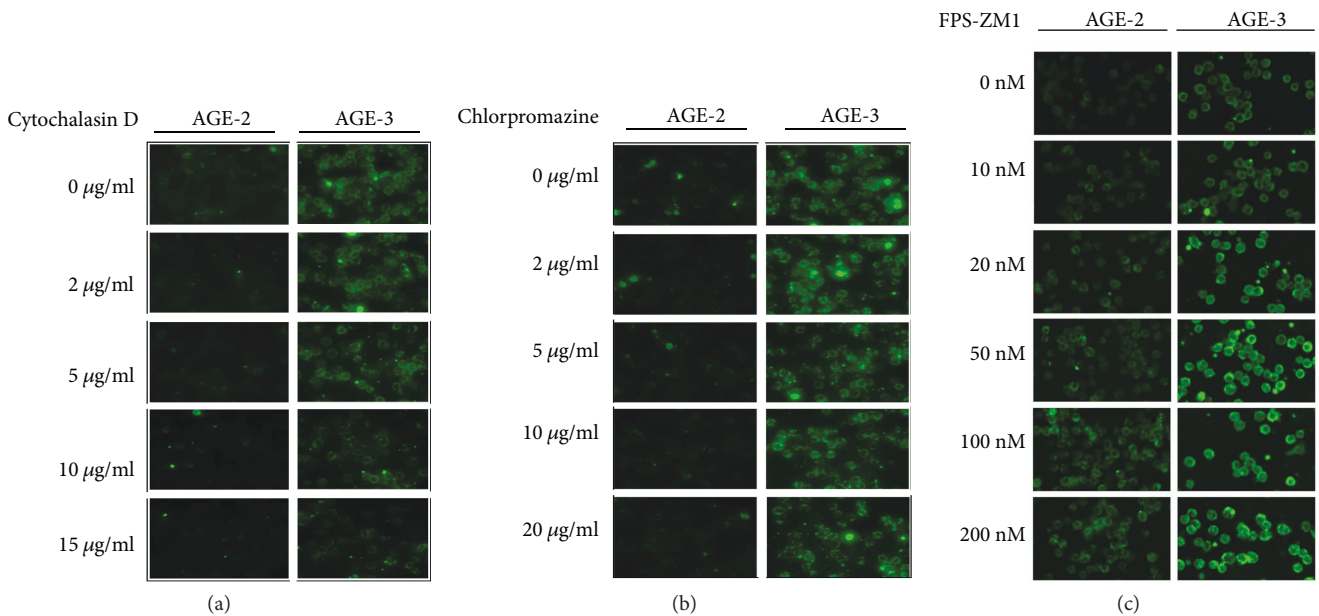 Cytochalasin D AGE-2 AGE-3
0 μg/ml
2 μg/ml
5 μg/ml
10 μg/ml
15 μg/ml
(a)
Chlorpromazine AGE-2 AGE-3
0 μg/ml
2 μg/ml
5 μg/ml
10 μg/ml
20 μg/ml
(b)
FPS-ZM1 AGE-2 AGE-3
0 nM
10 nM
20 nM
50 nM
100 nM
200 nM
(c)